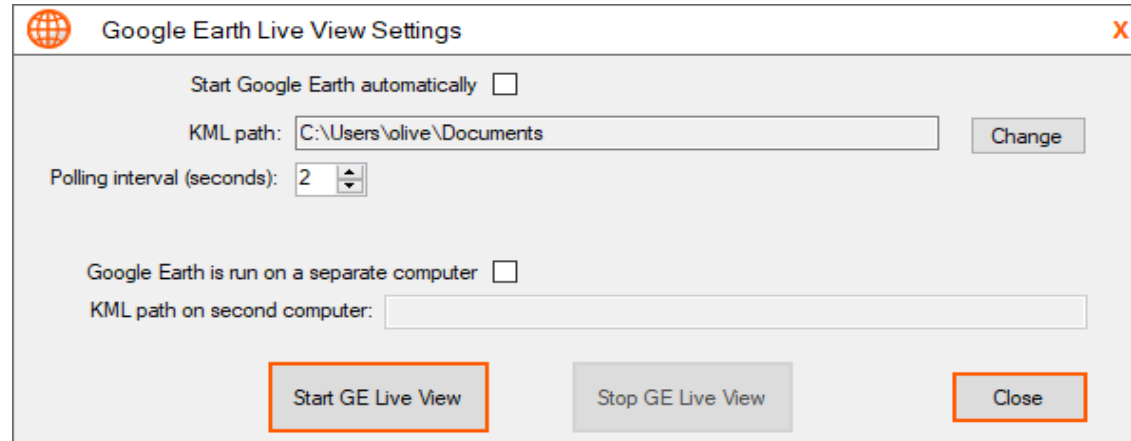 Google Earth Live View Settings X
Start Google Earth automatically
KML path: C:\Users\olive\Documents Change
Polling interval (seconds): 2
Google Earth is run on a separate computer
KML path on second computer:
Start GE Live View Stop GE Live View Close